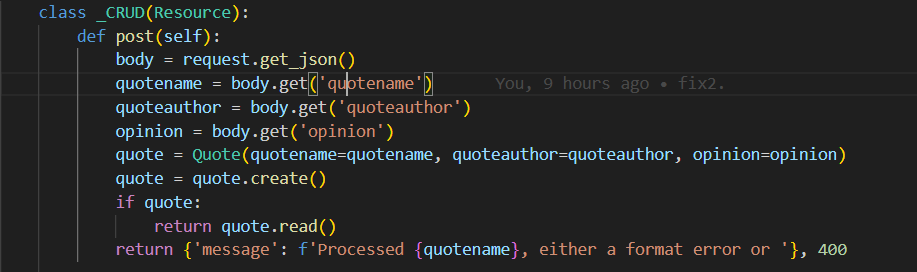 class _CRUD(Resource):
def post(self):
body = request.get_json()
quotename = body.get('quotename') You, 9 hours ago • fix2.
quoteauthor = body.get('quoteauthor')
opinion = body.get('opinion')
quote = Quote(quotename=quotename, quoteauthor=quoteauthor, opinion=opinion)
quote = quote.create()
if quote:
return quote.read()
return {'message': f'Processed {quotename}, either a format error or '}, 400